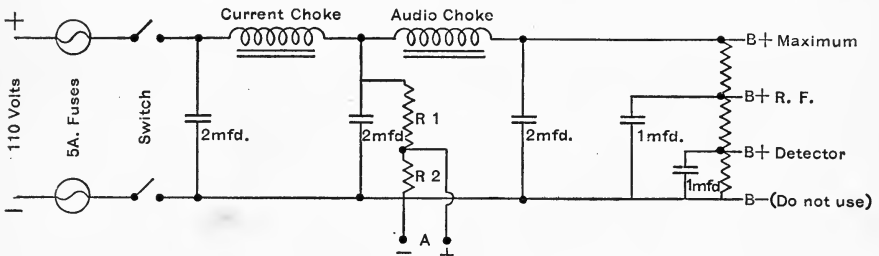 Current Choke
Audio Choke
+
B+ Maximum
110 Volts
5A. Fuses
Switch
B+ R. F.
R 1
2mfd.
2mfd
2mfd.
1mfd.
B+ Detector
R 2
1mfd
−
B−(Do not use)
− A +